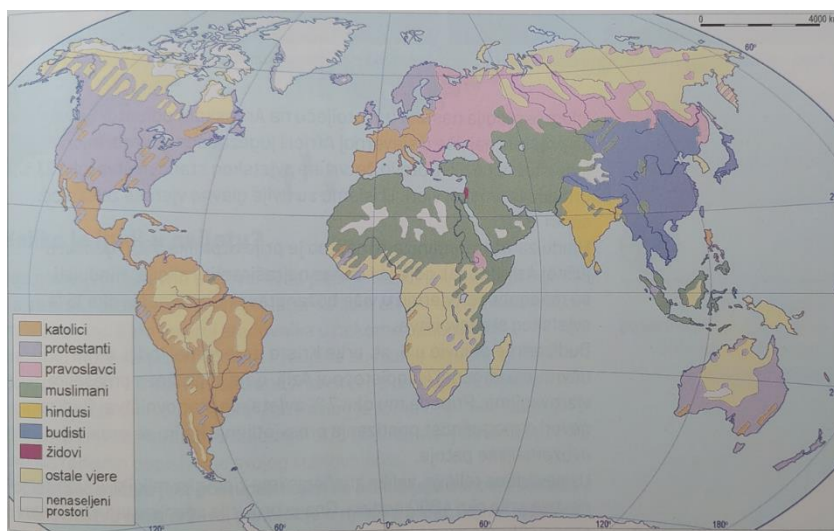 0 4000 km
60°
katolici
protestanti
pravoslavci
muslimani
hindusi
budisti
židovi
ostale vjere
nenaseljeni
prostori
120°
60°
0°
60°
120°
180°